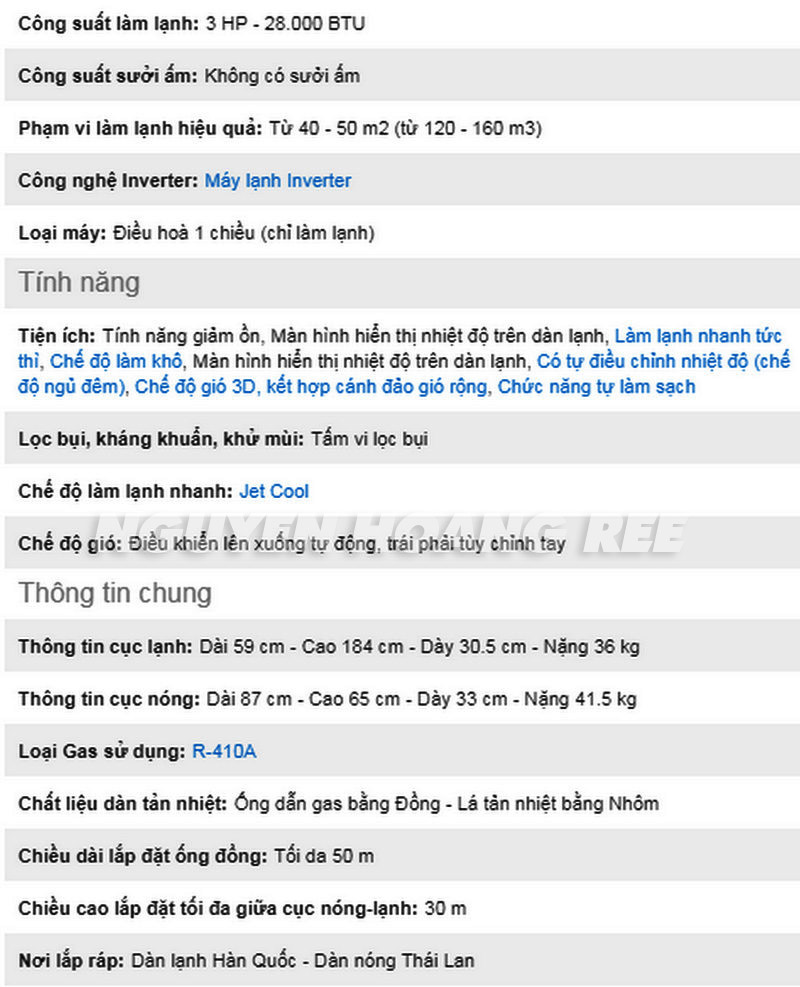 Công suất làm lạnh: 3 HP - 28.000 BTU
Công suất sưởi ấm: Không có sưởi ấm
Phạm vi làm lạnh hiệu quả: Từ 40 - 50 m2 (từ 120 - 160 m3)
Công nghệ Inverter: Máy lạnh Inverter
Loại máy: Điều hoà 1 chiều (chỉ làm lạnh)
Tính năng
Tiện ích: Tính năng giảm ồn, Màn hình hiển thị nhiệt độ trên dàn lạnh, Làm lạnh nhanh tức
thì, Chế độ làm khô, Màn hình hiển thị nhiệt độ trên dàn lạnh, Có tự điều chỉnh nhiệt độ (chế
độ ngủ đêm), Chế độ gió 3D, kết hợp cánh đảo gió rộng, Chức năng tự làm sạch
Lọc bụi, kháng khuẩn, khử mùi: Tấm vi lọc bụi
Chế độ làm lạnh nhanh: Jet Cool
NGUYEN HOANG REE
Chế độ gió: Điều khiển lên xuống tự động, trái phải tùy chỉnh tay
Thông tin chung
Thông tin cục lạnh: Dài 59 cm - Cao 184 cm - Dày 30.5 cm - Nặng 36 kg
Thông tin cục nóng: Dài 87 cm - Cao 65 cm - Dày 33 cm - Nặng 41.5 kg
Loại Gas sử dụng: R-410A
Chất liệu dàn tản nhiệt: Ống dẫn gas bằng Đồng - Lá tản nhiệt bằng Nhôm
Chiều dài lắp đặt ống đồng: Tối đa 50 m
Chiều cao lắp đặt tối đa giữa cục nóng-lạnh: 30 m
Nơi lắp ráp: Dàn lạnh Hàn Quốc - Dàn nóng Thái Lan